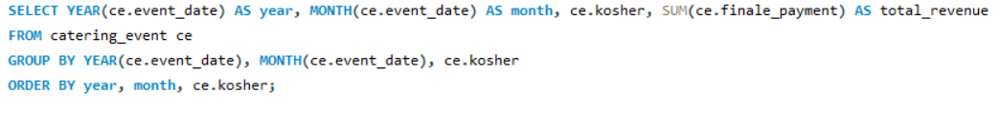 SELECT YEAR(ce.event_date) AS year, MONTH(ce.event_date) AS month, ce.kosher, SUM(ce.finale_payment) AS total_revenue
FROM catering_event ce
GROUP BY YEAR(ce.event_date), MONTH(ce.event_date), ce.kosher
ORDER BY year, month, ce.kosher;